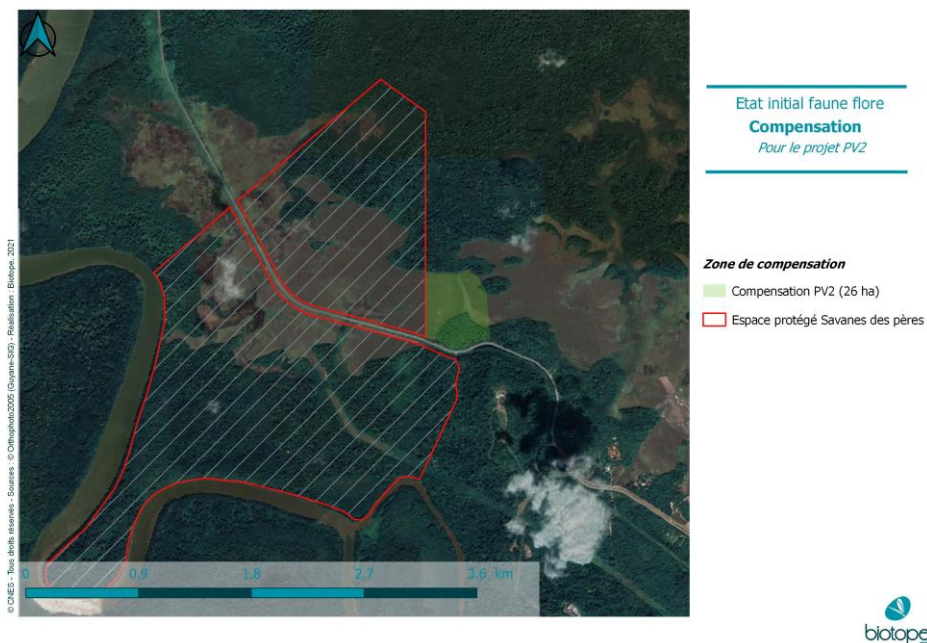 Etat initial faune flore
Compensation
Pour le projet PV2
Zone de compensation
Compensation PV2 (26 ha)
Espace protégé Savanes des pères
0 0.9 1.8 2.7 3.6 km
© CNES - Tous droits réservés - Sources : © Orthophoto2005 (Guyane-SIG) - Réalisation : Biotope, 2021
biotope